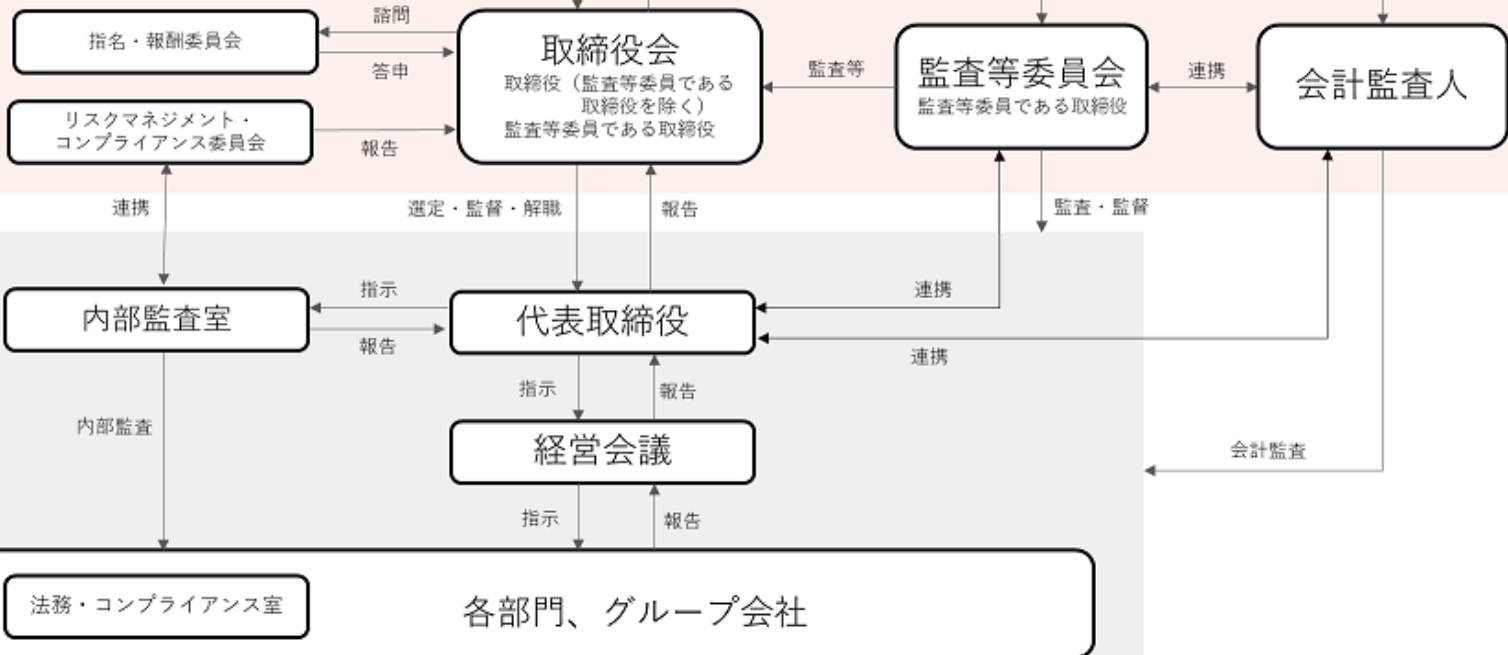 諮問
指名・報酬委員会
答申
取締役会
取締役（監査等委員である
取締役を除く）
監査等委員である取締役
監査等
監査等委員会
監査等委員である取締役
連携
会計監査人
リスクマネジメント・
コンプライアンス委員会
報告
連携
選定・監督・解職
報告
監査・監督
内部監査室
指示
報告
代表取締役
連携
連携
指示
報告
内部監査
経営会議
会計監査
指示
報告
法務・コンプライアンス室
各部門、グループ会社